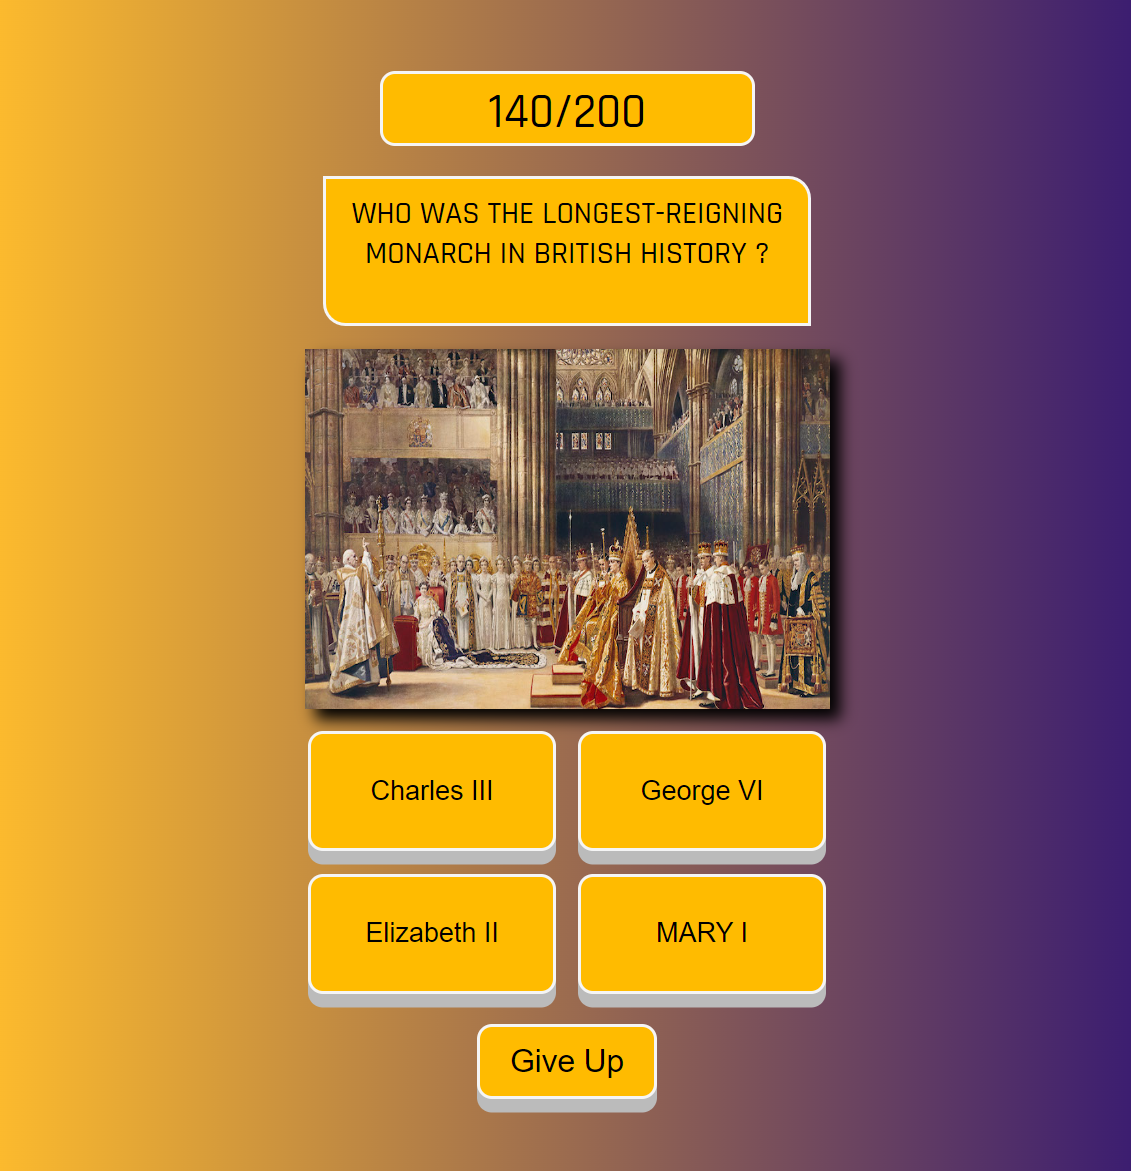 140/200
WHO WAS THE LONGEST-REIGNING
MONARCH IN BRITISH HISTORY ?
Charles III
George VI
Elizabeth II
MARY I
Give Up